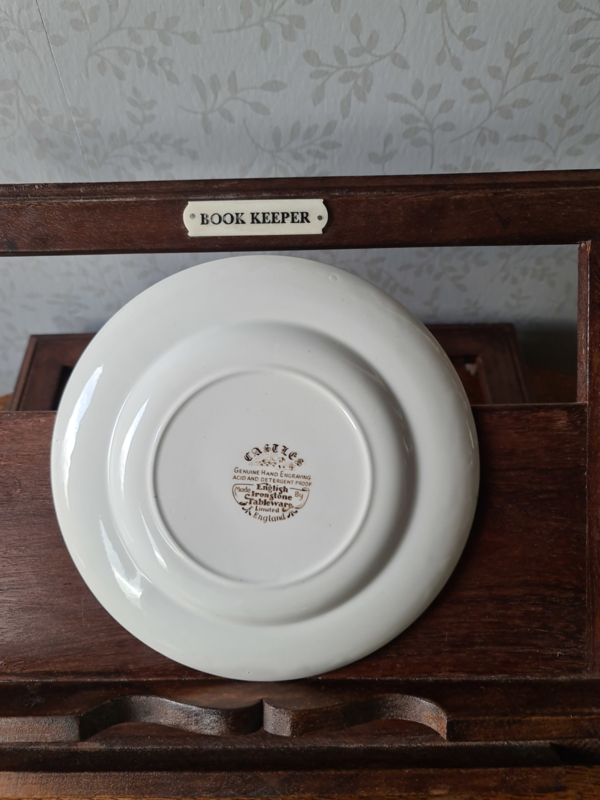 BOOK KEEPER
CASTLES
GENUINE HAND ENGRAVING
ACID AND DETERGENT PROOF
Made English By
Ironstone
Tableware
Limited
England